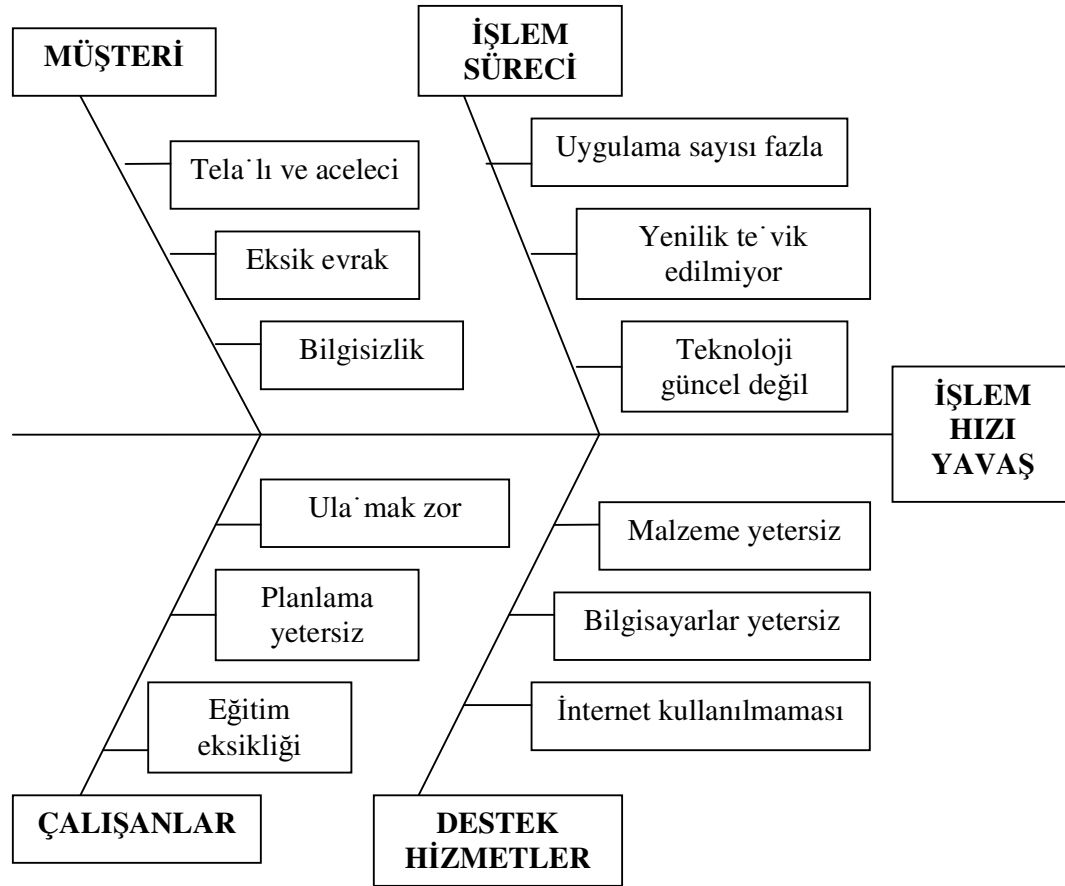 MÜŞTERİ
İŞLEM
SÜRECİ
Tela˙lı ve aceleci
Eksik evrak
Bilgisizlik
Uygulama sayısı fazla
Yenilik te˙vik
edilmiyor
Teknoloji
güncel değil
İŞLEM
HIZI
YAVAŞ
Ula˙mak zor
Planlama
yetersiz
Eğitim
eksikliği
Malzeme yetersiz
Bilgisayarlar yetersiz
İnternet kullanılmaması
ÇALIŞANLAR
DESTEK
HİZMETLER